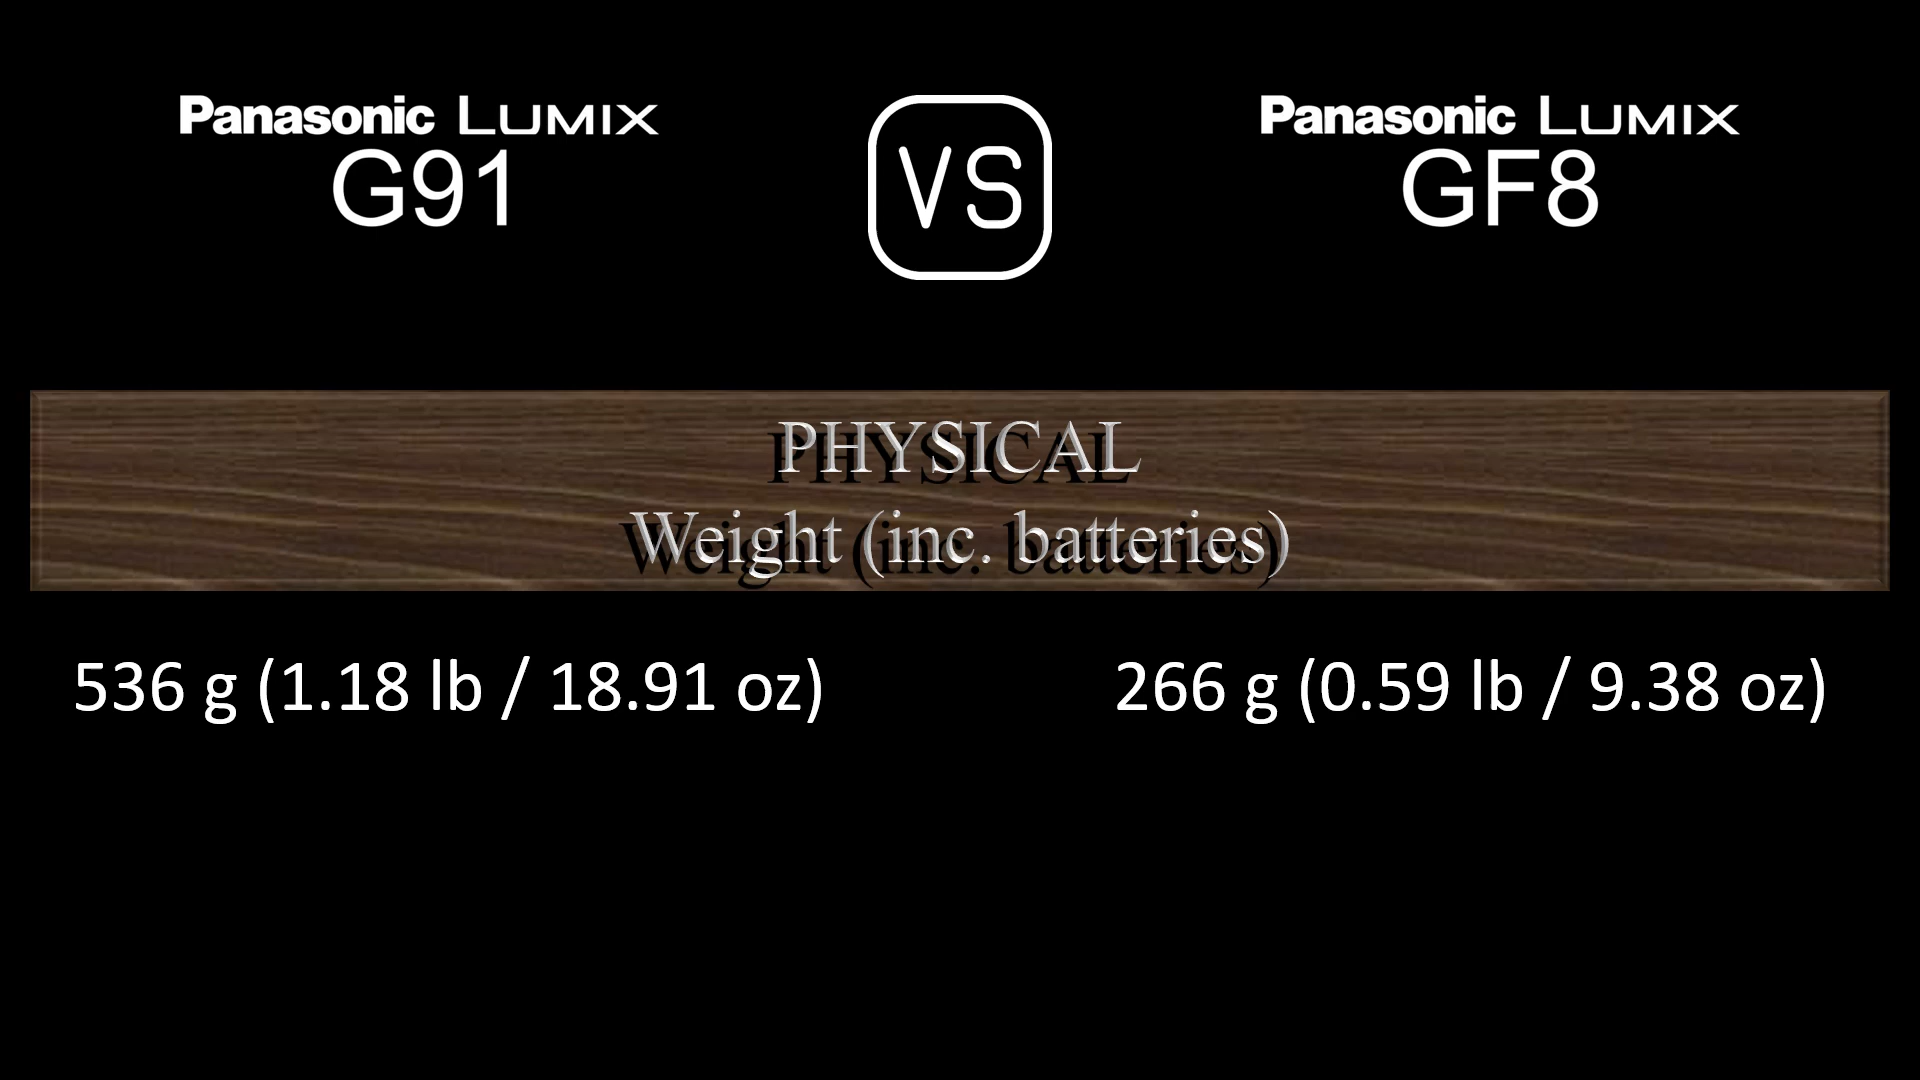 Panasonic LUMIX
G91
VS
Panasonic LUMIX
GF8
PHYSICAL
Weight (inc. batteries)
536 g (1.18 lb / 18.91 oz)
266 g (0.59 lb / 9.38 oz)